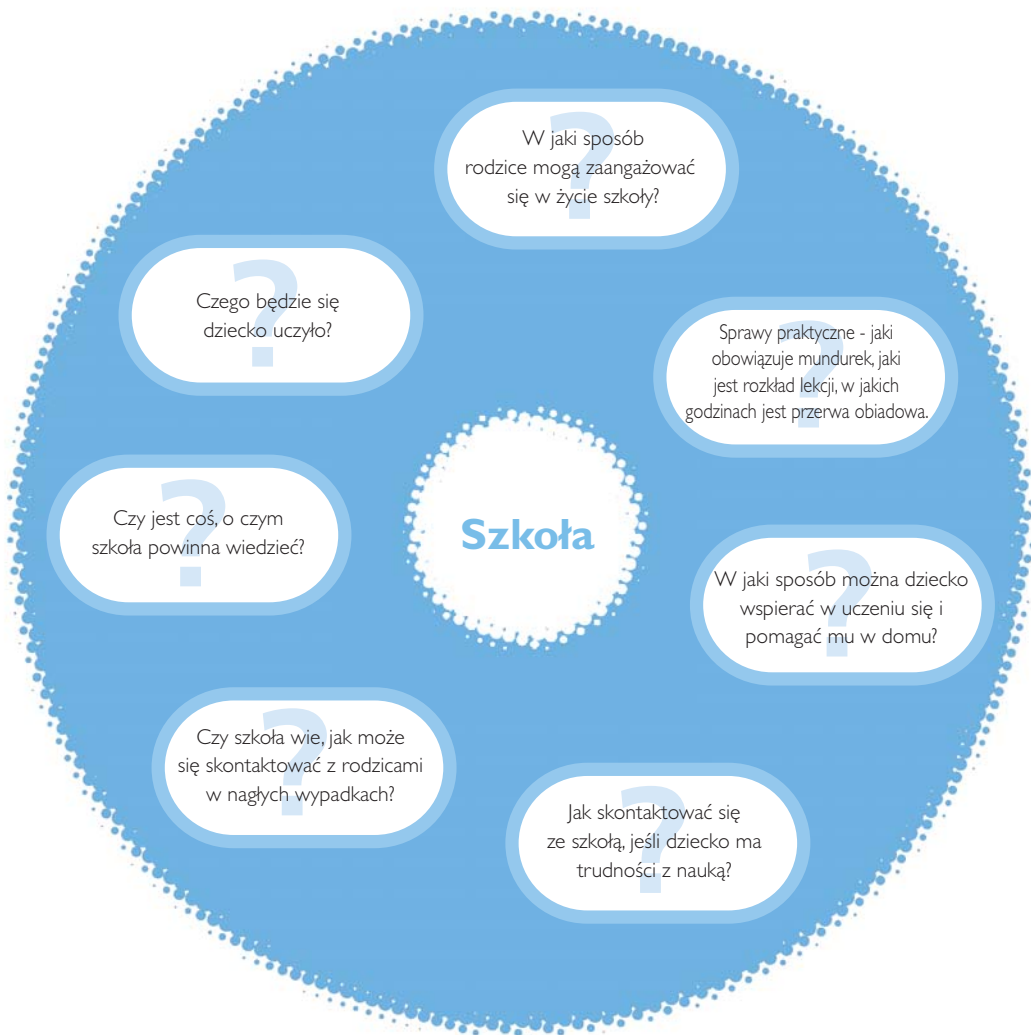 W jaki sposób
rodzice mogą zaangażować
się w życie szkoły?
Czego będzie się
dziecko uczyło?
Sprawy praktyczne - jaki
obowiązuje mundurek, jaki
jest rozkład lekcji, w jakich
godzinach jest przerwa obiadowa.
Czy jest coś, o czym
szkoła powinna wiedzieć?
Szkoła
W jaki sposób można dziecko
wspierać w uczeniu się i
pomagać mu w domu?
Czy szkoła wie, jak może
się skontaktować z rodzicami
w nagłych wypadkach?
Jak skontaktować się
ze szkołą, jeśli dziecko ma
trudności z nauką?